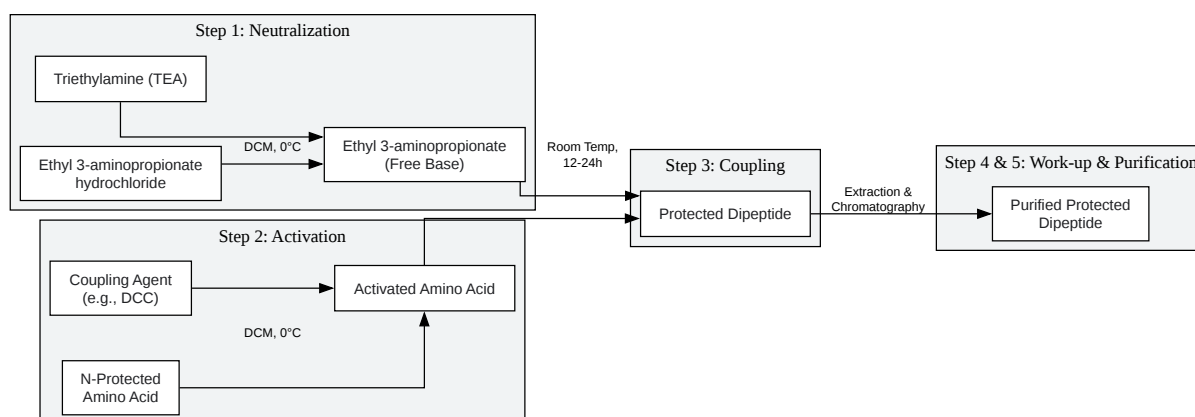 Step 1: Neutralization
Triethylamine (TEA)
DCM, 0°C
Ethyl 3-aminopropionate
hydrochloride
Ethyl 3-aminopropionate
(Free Base)
Room Temp,
12-24h
Step 2: Activation
Coupling Agent
(e.g., DCC)
DCM, 0°C
N-Protected
Amino Acid
Activated Amino Acid
Step 3: Coupling
Protected Dipeptide
Extraction &
Chromatography
Step 4 & 5: Work-up & Purification
Purified Protected
Dipeptide